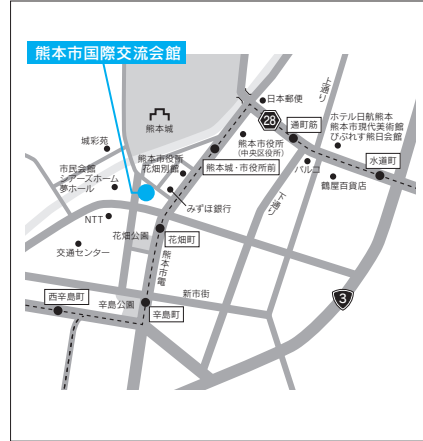 熊本市国際交流会館
上通り
日本郵便
28
通町筋
ホテル日航熊本
熊本市現代美術館
びぷれす熊日会館
水道町
熊本城
城彩苑
熊本市役所
(中央区役所)
熊本市役所
花畑別館
熊本城・市役所前
パルコ
鶴屋百貨店
市民会館
シアーズホーム
夢ホール
みずほ銀行
下通り
NTT
花畑公園
花畑町
交通センター
熊本市電
新市街
3
西辛島町
辛島公園
辛島町